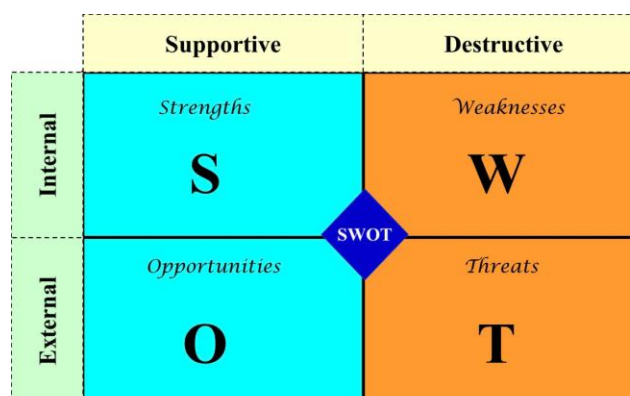 Supportive
Destructive
Internal
Strengths
Weaknesses
S
W
SWOT
External
Opportunities
Threats
O
T